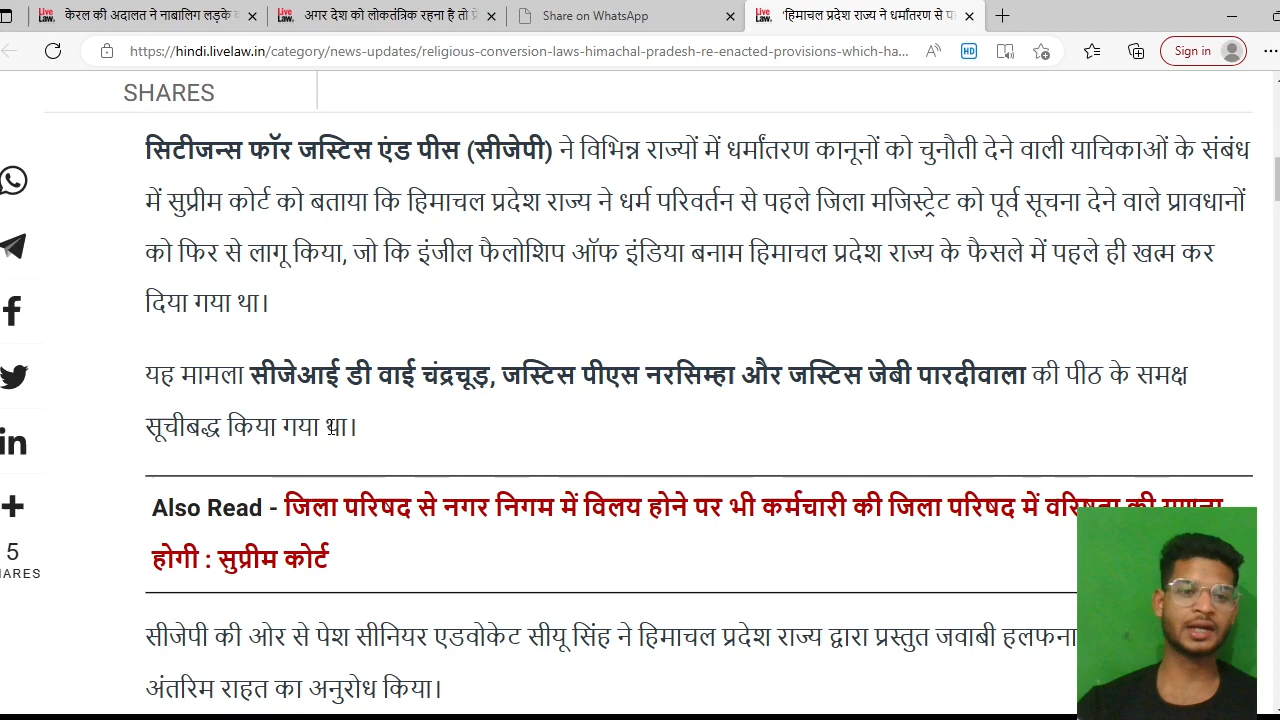 केरल की अदालत ने नाबालिग लड़के
अगर देश को लोकतंत्रिक रहना है तो
Share on WhatsApp
'हिमाचल प्रदेश राज्य ने धर्मांतरण से
https://hindi.livelaw.in/category/news-updates/religious-conversion-laws-himachal-pradesh-re-enacted-provsions-which-ha...
HD
Sign in
SHARES
सिटीजन्स फॉर जस्टिस एंड पीस (सीजेपी) ने विभिन्न राज्यों में धर्मांतरण कानूनों को चुनौती देने वाली याचिकाओं के संबंध
में सुप्रीम कोर्ट को बताया कि हिमाचल प्रदेश राज्य ने धर्म परिवर्तन से पहले जिला मजिस्ट्रेट को पूर्व सूचना देने वाले प्रावधानों
को फिर से लागू किया, जो कि इंजील फैलोशिप ऑफ इंडिया बनाम हिमाचल प्रदेश राज्य के फैसले में पहले ही खत्म कर
दिया गया था।
यह मामला सीजेआई डी वाई चंद्रचूड़, जस्टिस पीएस नरसिम्हा और जस्टिस जेबी पारदीवाला की पीठ के समक्ष
सूचीबद्ध किया गया था।
Also Read - जिला परिषद से नगर निगम में विलय होने पर भी कर्मचारी की जिला परिषद में
होगी : सुप्रीम कोर्ट
5
सीजेपी की ओर से पेश सीनियर एडवोकेट सीयू सिंह ने हिमाचल प्रदेश राज्य द्वारा प्रस्तुत जवाबी
अंतरिम राहत का अनुरोध किया।